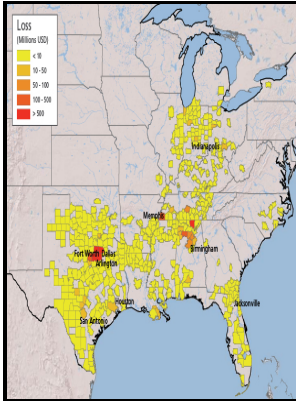 Loss
(Millions USD)
< 10
10 - 50
50 - 100
100 - 500
> 500
Indianapolis
Memphis
Birmingham
Fort Worth Dallas
Arlington
Houston
San Antonio
Jacksonville